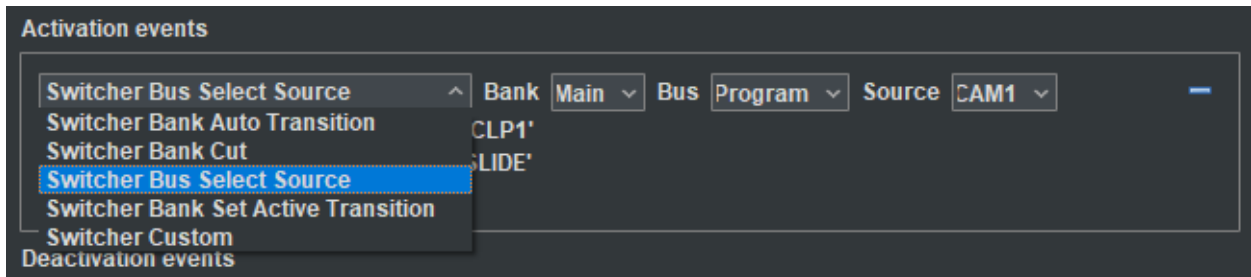 Activation events
Switcher Bus Select Source Bank Main Bus Program Source CAM1
Switcher Bank Auto Transition CLP1'
Switcher Bank Cut
Switcher Bus Select Source
Switcher Bank Set Active Transition
Switcher Custom
Deactivation events